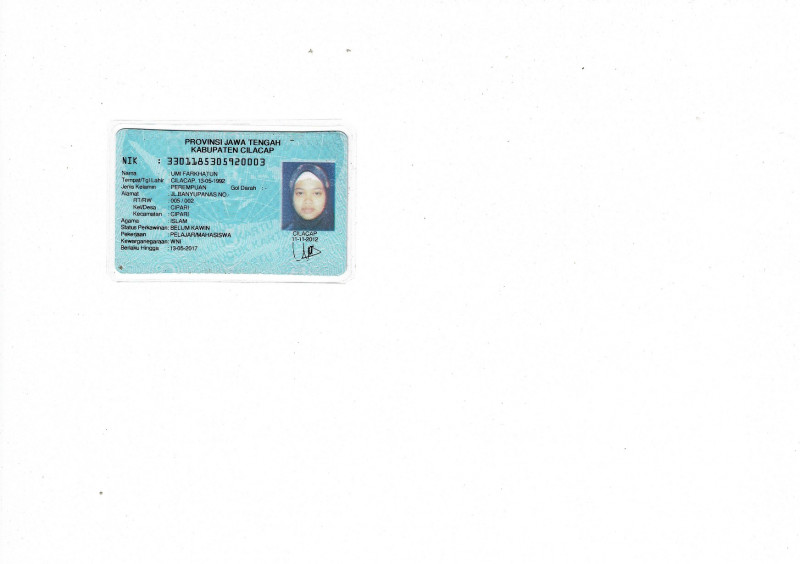 PROVINSI JAWA TENGAH
KABUPATEN CILACAP
NIK : 3301185305920003
Nama : UMI FARIKHATUN
Tempat/Tgl Lahir : CILACAP, 13-05-1992
Jenis Kelamin : PEREMPUAN Gol Darah : -
Alamat : JL.BANYUPANAS NO.
RT/RW : 005 / 002
Kel/Desa : CIPARI
Kecamatan : CIPARI
Agama : ISLAM
Status Perkawinan : BELUM KAWIN
Pekerjaan : PELAJAR/MAHASISWA
Kewarganegaraan : WNI
Berlaku Hingga : 13-05-2017
CILACAP
11-11-2012